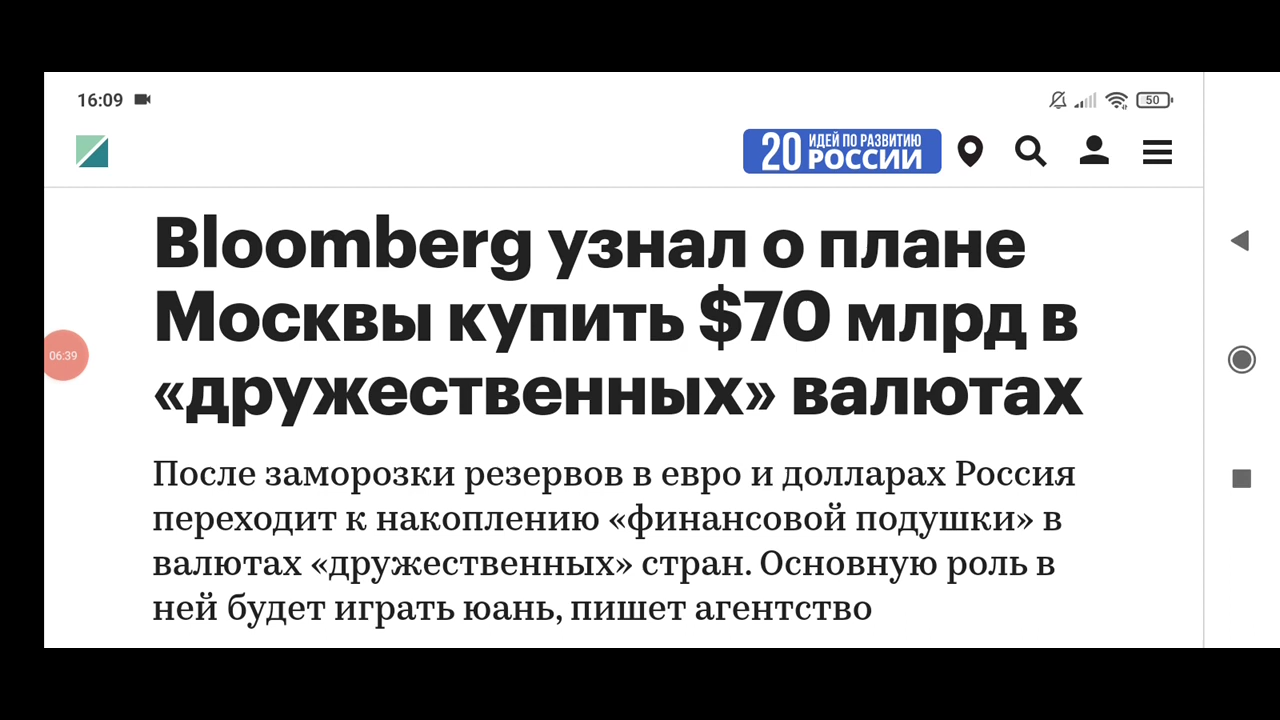 16:09
50
20 ИДЕЙ ПО РАЗВИТИЮ
РОССИИ
Bloomberg узнал о плане
Москвы купить $70 млрд в
«дружественных» валютах
06:39
После заморозки резервов в евро и долларах Россия
переходит к накоплению «финансовой подушки» в
валютах «дружественных» стран. Основную роль в
ней будет играть юань, пишет агентство